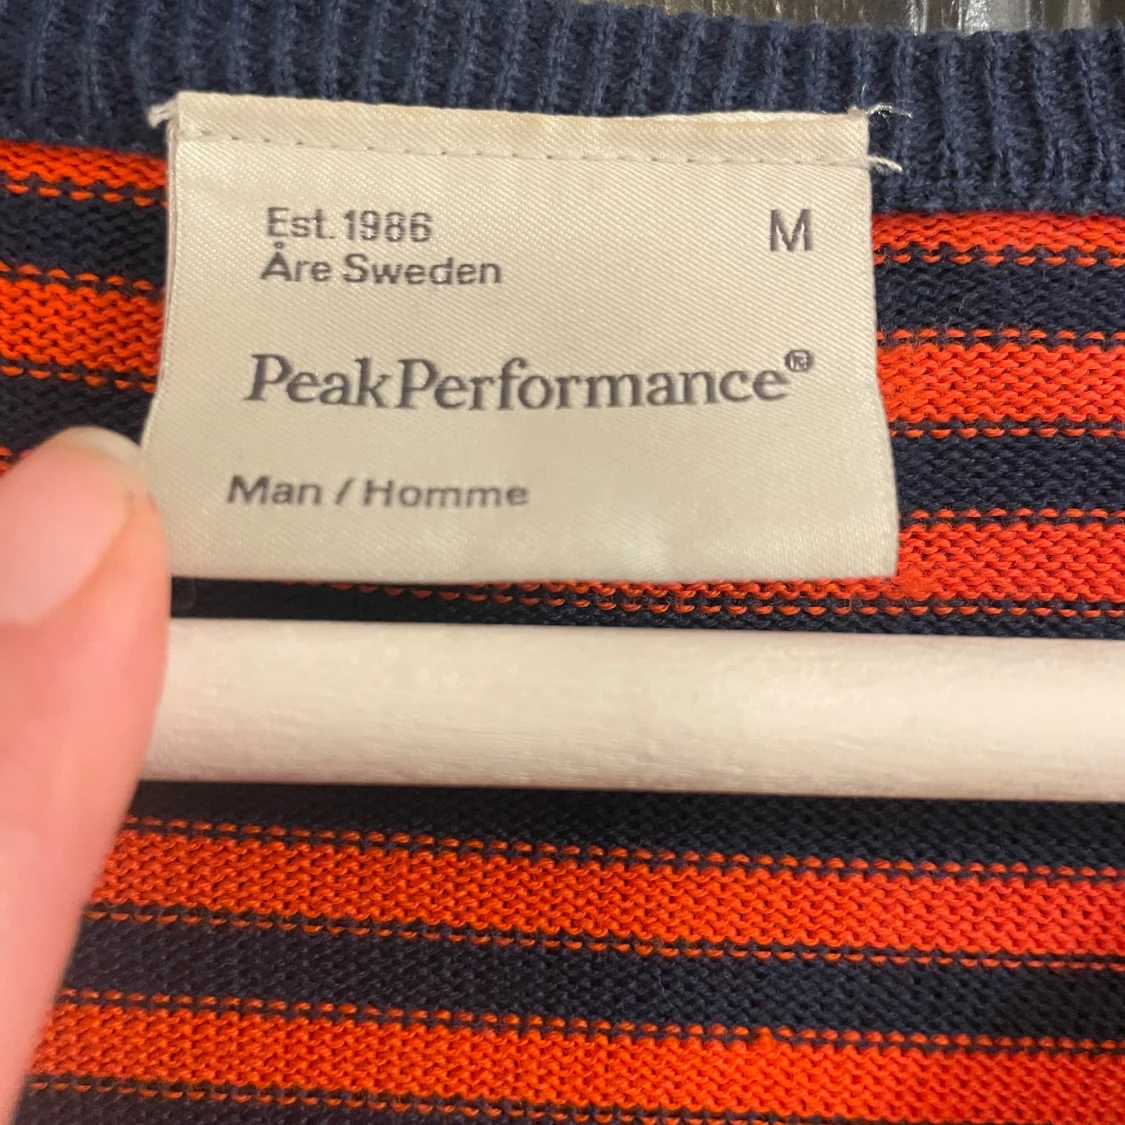 Est. 1986
M
Åre Sweden
PeakPerformance®
Man / Homme